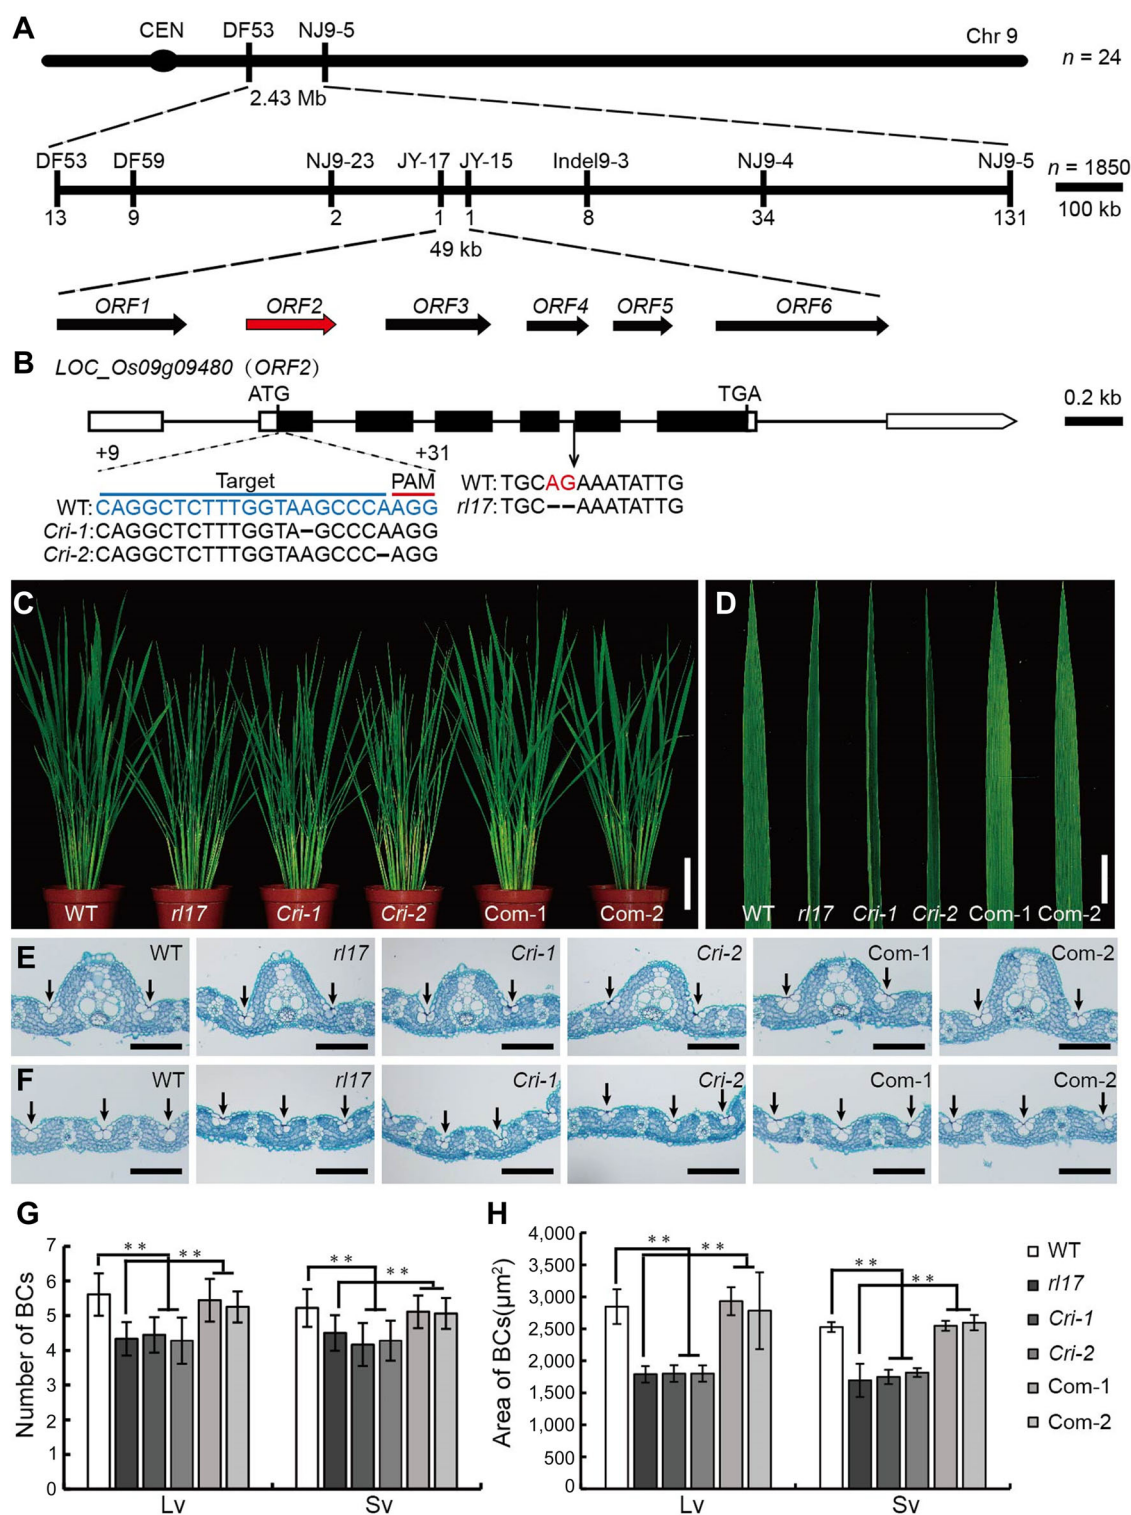 A
CEN DF53 NJ9-5 Chr 9 n = 24
2.43 Mb
DF53 DF59 NJ9-23 JY-17 JY-15 Indel9-3 NJ9-4 NJ9-5 n = 1850
13 9 2 1 1 8 34 131 100 kb
49 kb
ORF1 ORF2 ORF3 ORF4 ORF5 ORF6
B LOC_Os09g09480（ORF2）
ATG TGA 0.2 kb
+9 +31
Target PAM
WT:CAGGCTCTTTGGTAAGCCCAAGG
Cri-1:CAGGCTCTTTGGTA–GCCCAAGG
Cri-2:CAGGCTCTTTGGTAAGCCC–AGG
WT:TGCAGAAATATTG
rl17:TGC--AAATATTG
C
WT rl17 Cri-1 Cri-2 Com-1 Com-2
D
WT rl17 Cri-1 Cri-2 Com-1 Com-2
E WT rl17 Cri-1 Cri-2 Com-1 Com-2
F WT rl17 Cri-1 Cri-2 Com-1 Com-2
G
Number of BCs
7
6
5
4
3
2
1
0
** **
** **
Lv Sv
H
Area of BCs(μm²)
4,000
3,500
3,000
2,500
2,000
1,500
1,000
500
0
** **
** **
Lv Sv
WT
rl17
Cri-1
Cri-2
Com-1
Com-2